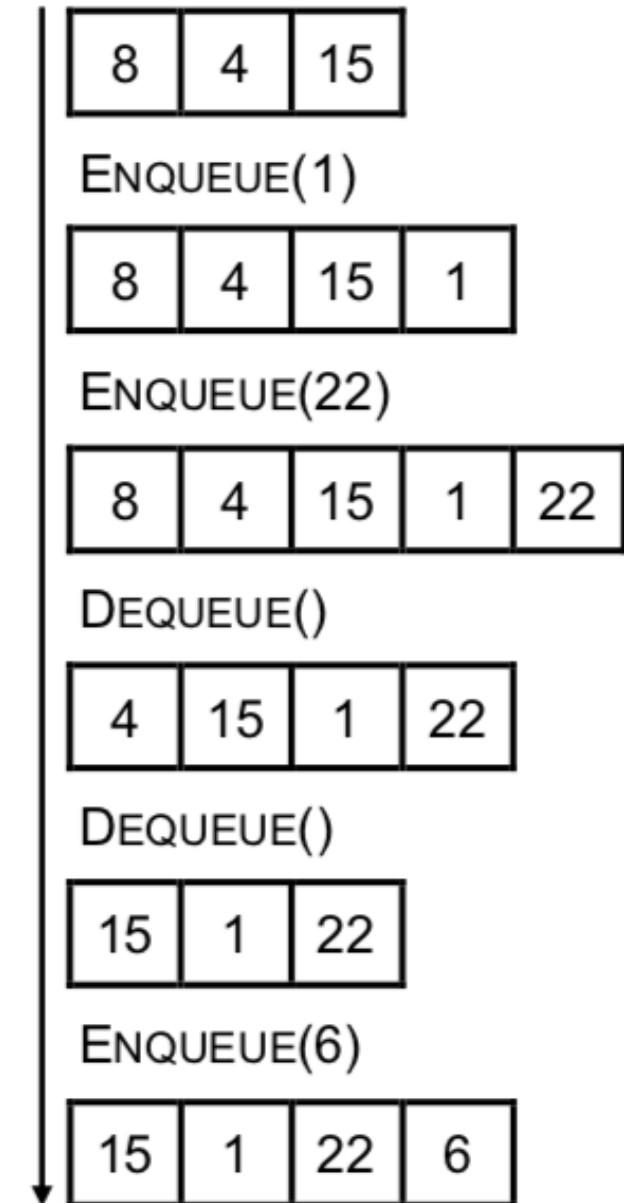 8 4 15
ENQUEUE(1)
8 4 15 1
ENQUEUE(22)
8 4 15 1 22
DEQUEUE()
4 15 1 22
DEQUEUE()
15 1 22
ENQUEUE(6)
15 1 22 6